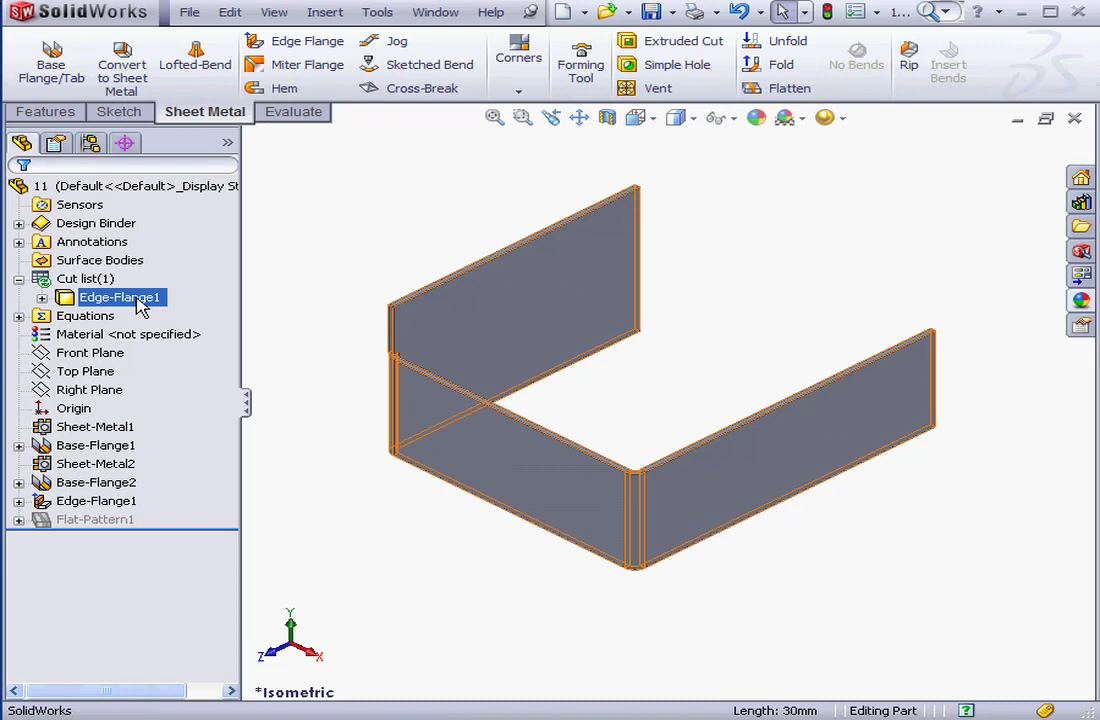 SolidWorks File Edit View Insert Tools Window Help 1... ?
Base Flange/Tab
Convert to Sheet Metal
Lofted-Bend
Edge Flange
Miter Flange
Hem
Jog
Sketched Bend
Cross-Break
Corners
Forming Tool
Extruded Cut
Simple Hole
Vent
Unfold
Fold
Flatten
No Bends
Rip
Insert Bends
Features Sketch Sheet Metal Evaluate
11 (Default<<Default>_Display St
Sensors
Design Binder
Annotations
Surface Bodies
Cut list(1)
Edge-Flange1
Equations
Material <not specified>
Front Plane
Top Plane
Right Plane
Origin
Sheet-Metal1
Base-Flange1
Sheet-Metal2
Base-Flange2
Edge-Flange1
Flat-Pattern1
Y
Z X
*Isometric
SolidWorks Length: 30mm Editing Part ?